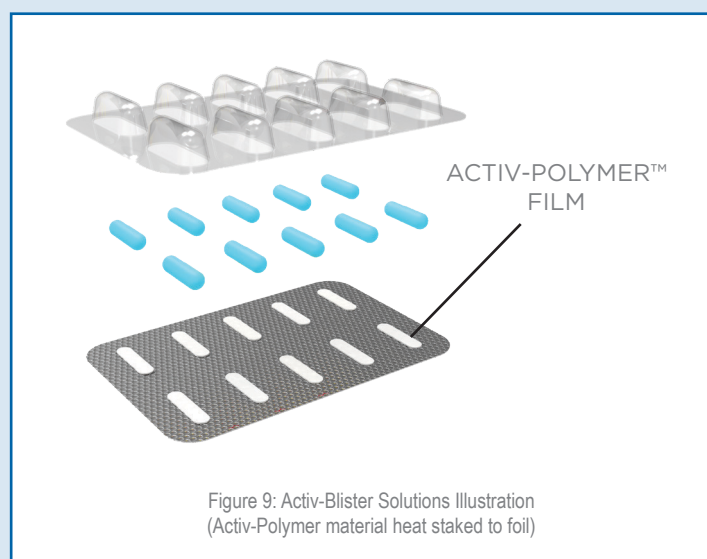 ACTIV-POLYMER™
FILM
Figure 9: Activ-Blister Solutions Illustration
(Activ-Polymer material heat staked to foil)